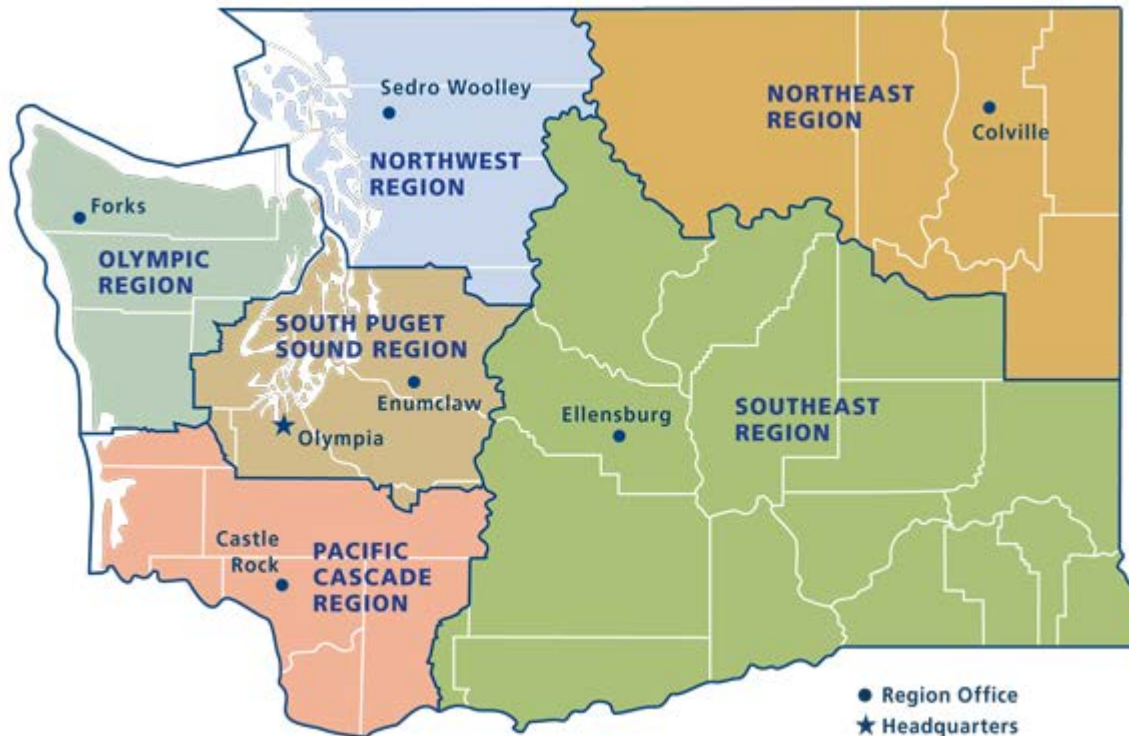 Sedro Woolley
NORTHWEST
REGION
NORTHEAST
REGION
Colville
Forks
OLYMPIC
REGION
SOUTH PUGET
SOUND REGION
Enumclaw
Olympia
Ellensburg
SOUTHEAST
REGION
Castle
Rock
PACIFIC
CASCADE
REGION
Region Office
Headquarters